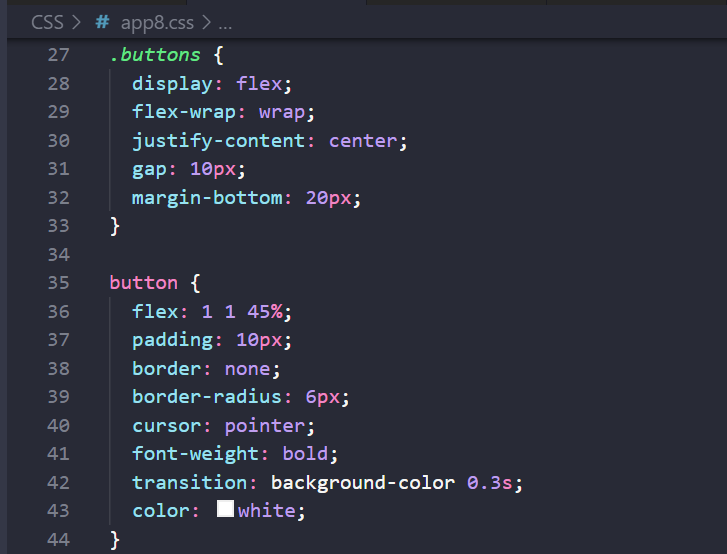 CSS > # app8.css > ...
27 .buttons {
28 display: flex;
29 flex-wrap: wrap;
30 justify-content: center;
31 gap: 10px;
32 margin-bottom: 20px;
33 }
34
35 button {
36 flex: 1 1 45%;
37 padding: 10px;
38 border: none;
39 border-radius: 6px;
40 cursor: pointer;
41 font-weight: bold;
42 transition: background-color 0.3s;
43 color: white;
44 }